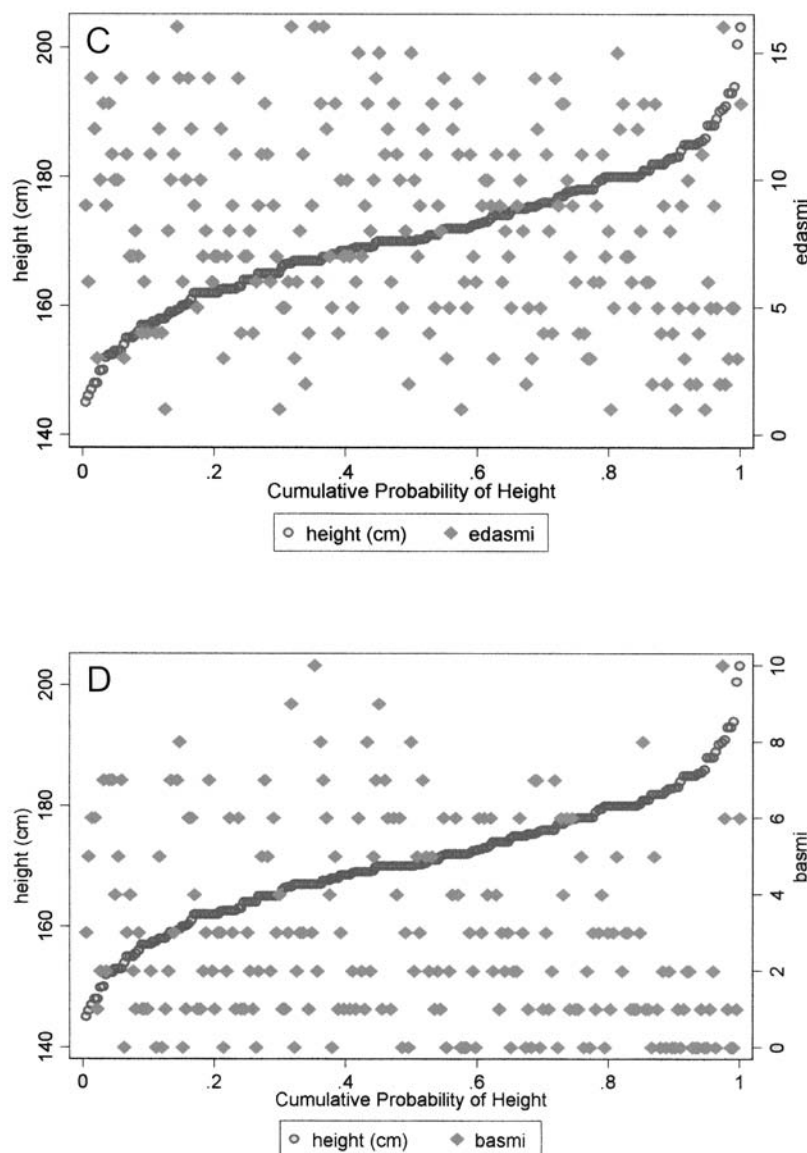 C
200
180
160
140
height (cm)
15
10
5
0
edasmi
0 .2 .4 .6 .8 1
Cumulative Probability of Height
height (cm) edasmi
D
200
180
160
140
height (cm)
10
8
6
4
2
0
basmi
0 .2 .4 .6 .8 1
Cumulative Probability of Height
height (cm) basmi